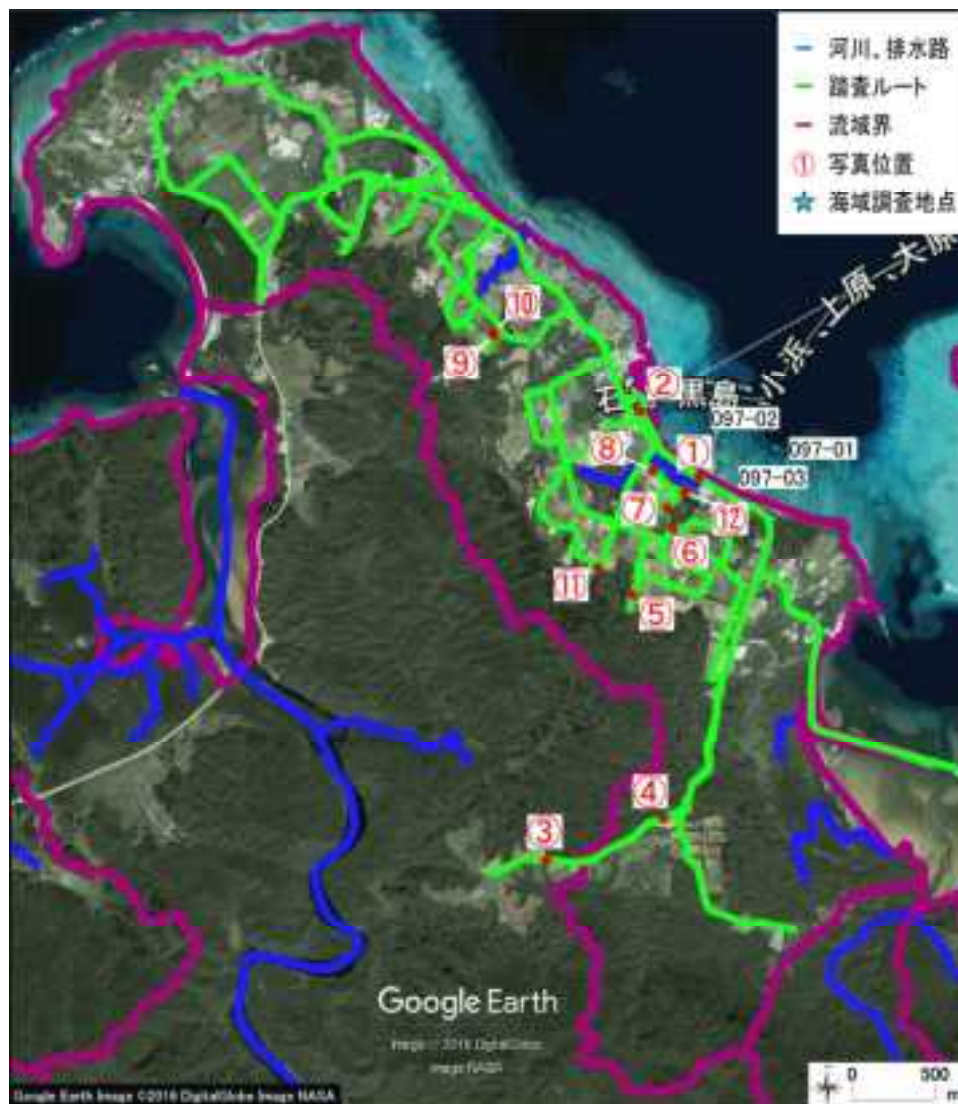 河川、排水路
踏査ルート
流域界
① 写真位置
海域調査地点
小浜、上原、大原
⑩
⑨
②
黒島
097-02
⑧
①
097-01
097-03
⑦
⑫
⑥
⑪
⑤
④
③
Google Earth
Image © 2016 DigitalGlobe
Image NASA
Google Earth Image ©2016 DigitalGlobe Image NASA
0 500
m